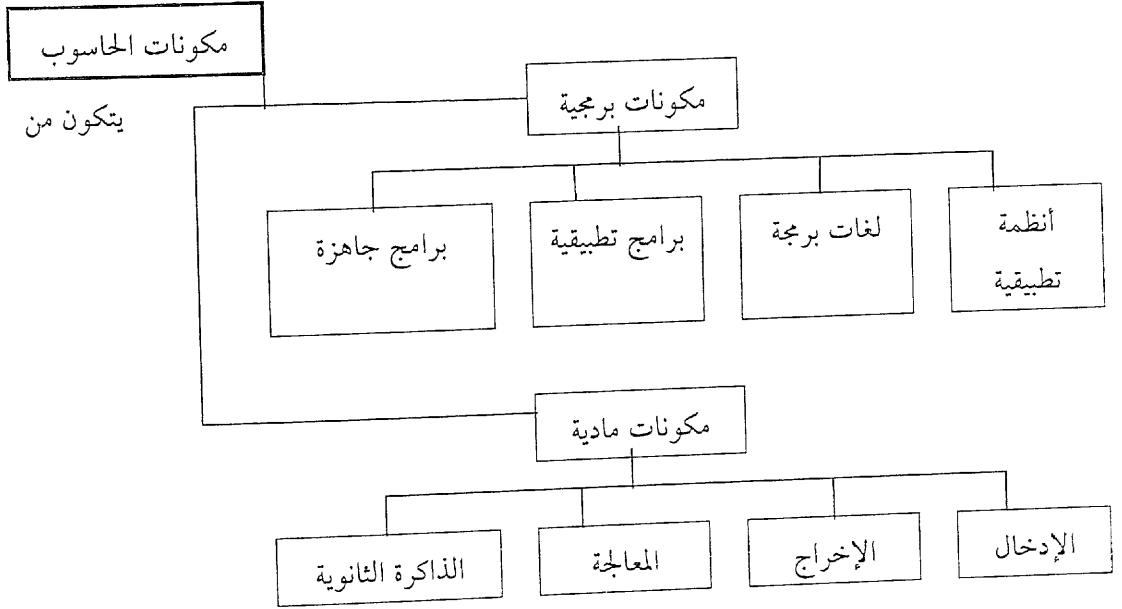 مكونات الحاسوب
يتكون من
مكونات برمجية
أنظمة
تطبيقية
لغات برمجة
برامج تطبيقية
برامج جاهزة
مكونات مادية
الإدخال
الإخراج
المعالجة
الذاكرة الثانوية